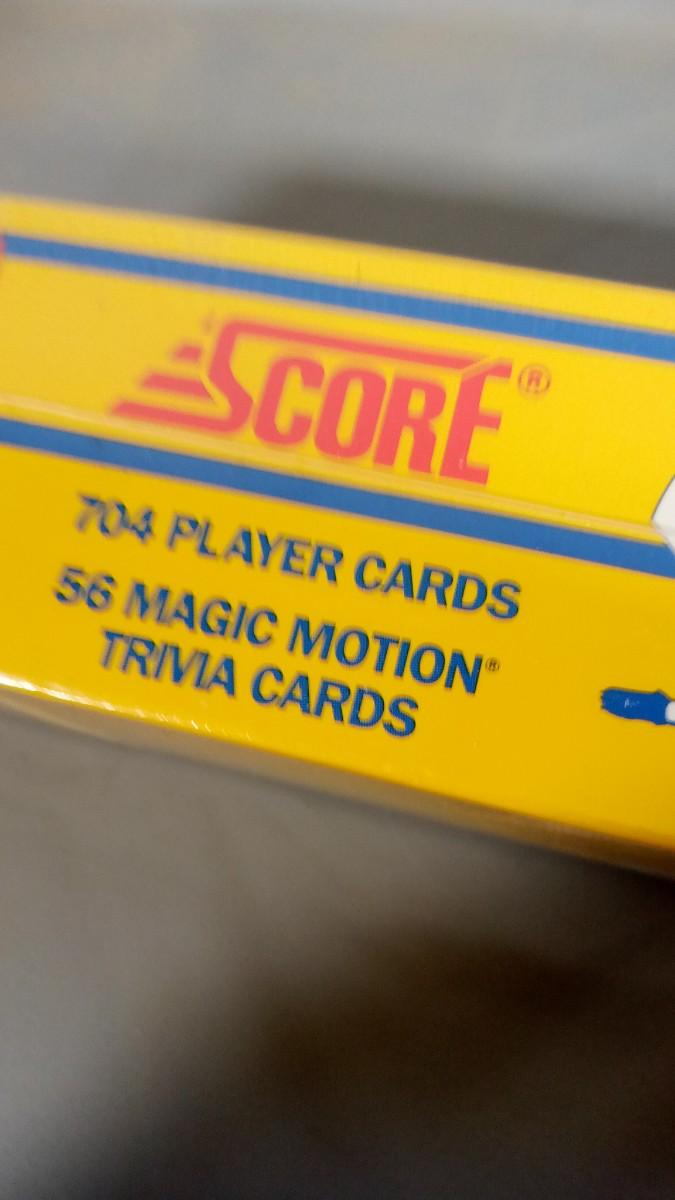 SCORE®
704 PLAYER CARDS
56 MAGIC MOTION®
TRIVIA CARDS